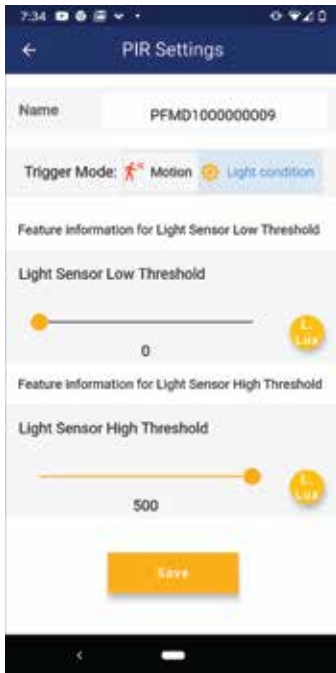 7:34
PIR Settings
Name PFMD1000000009
Trigger Mode: Motion Light condition
Feature information for Light Sensor Low Threshold
Light Sensor Low Threshold
L.
Lux
0
Feature information for Light Sensor High Threshold
Light Sensor High Threshold
L.
Lux
500
Save